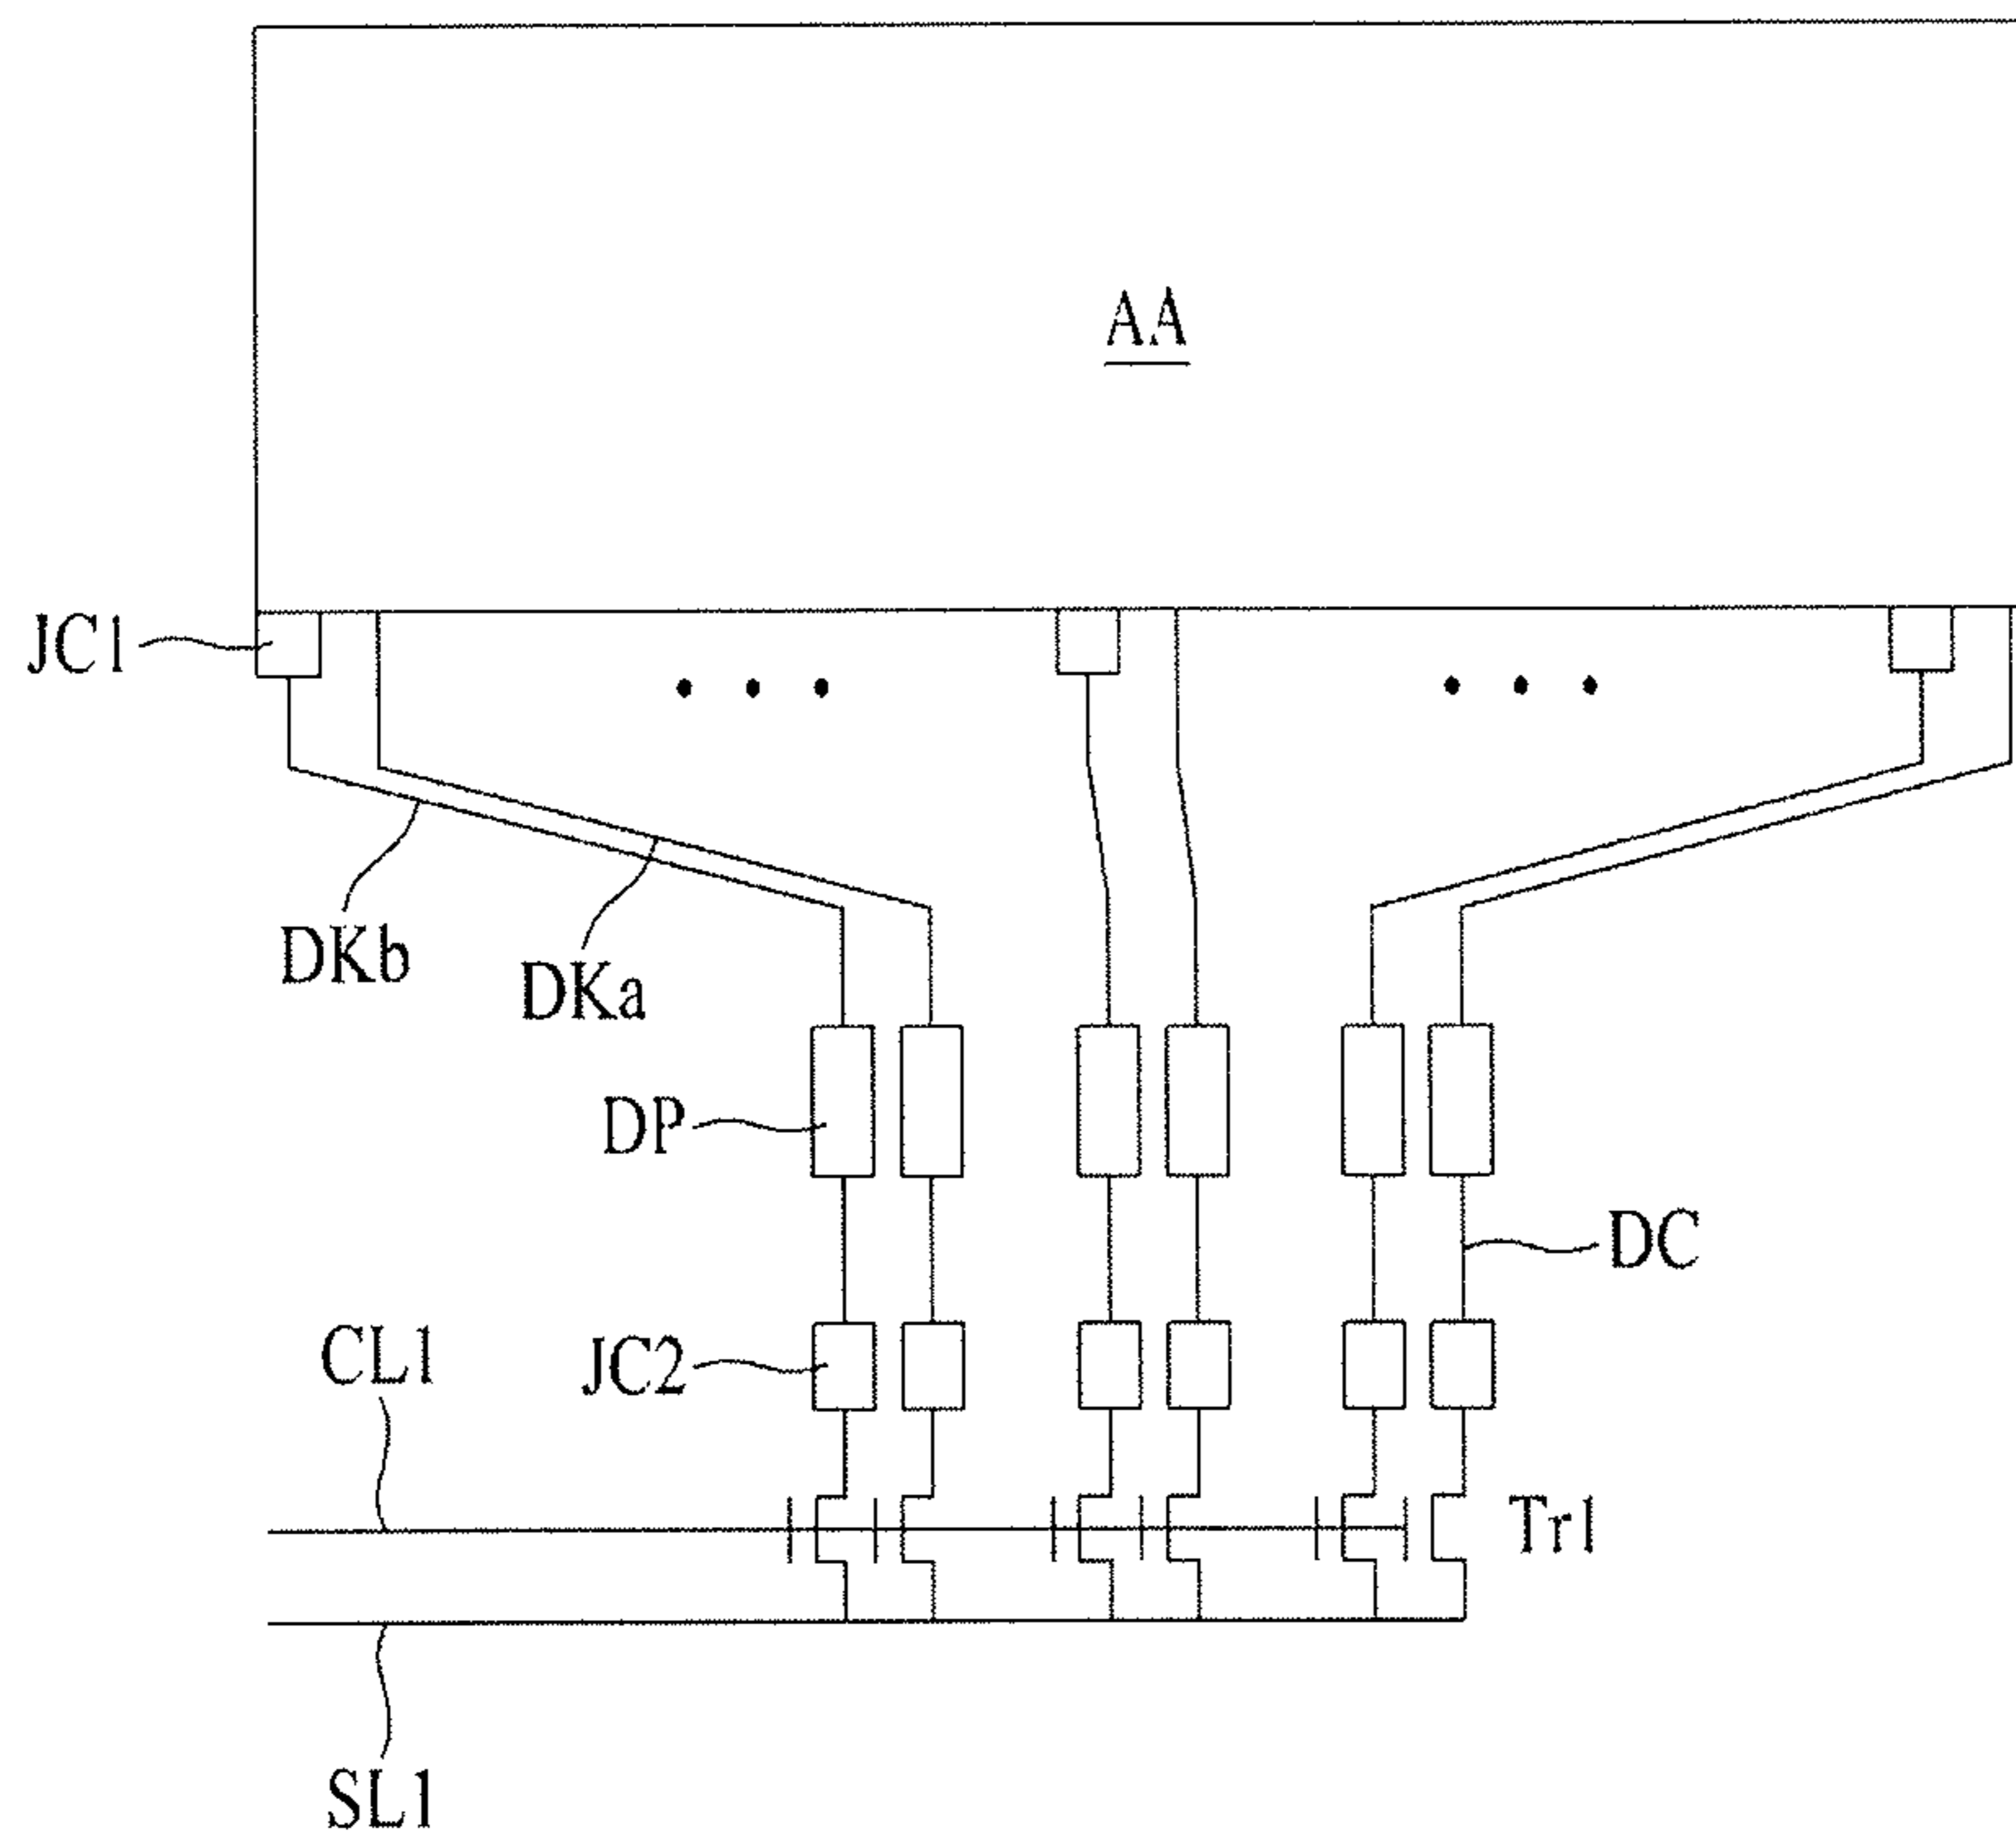 AA
JC1
DKb
DKa
DP
DC
CL1
JC2
Tr1
SL1